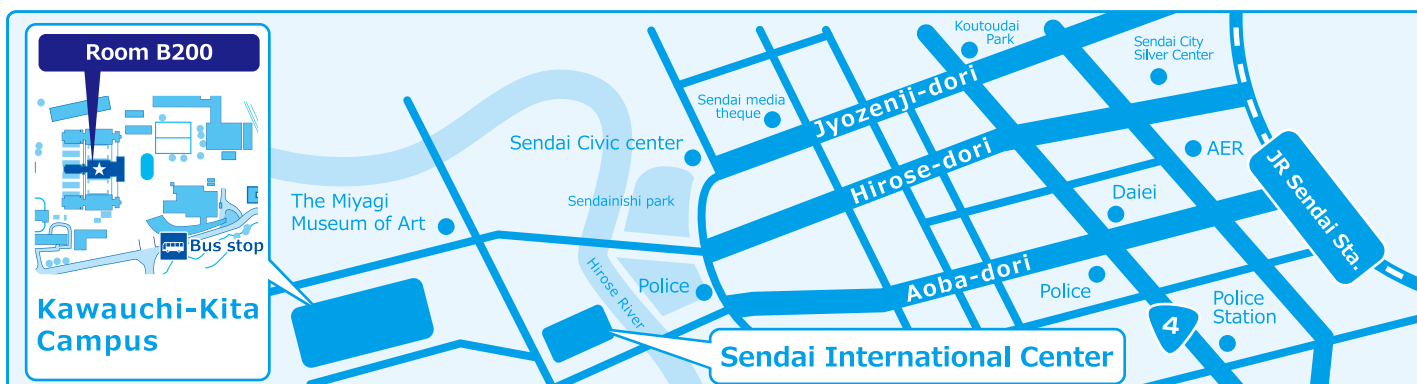 Room B200
Bus stop
Kawauchi-Kita
Campus
The Miyagi
Museum of Art
Sendai Civic center
Sendainishi park
Hirose River
Police
Sendai media
theque
Jyozenji-dori
Hirose-dori
Aoba-dori
Koutoudai
Park
Sendai City
Silver Center
AER
Daiei
JR Sendai Sta.
Police
4
Police
Station
Sendai International Center